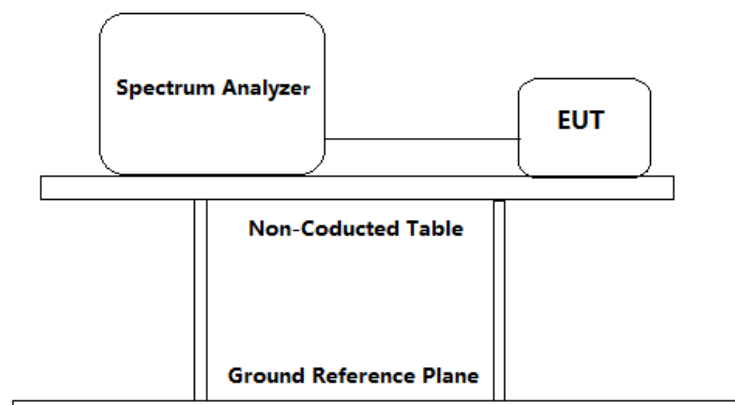 Spectrum Analyzer
EUT
Non-Coducted Table
Ground Reference Plane